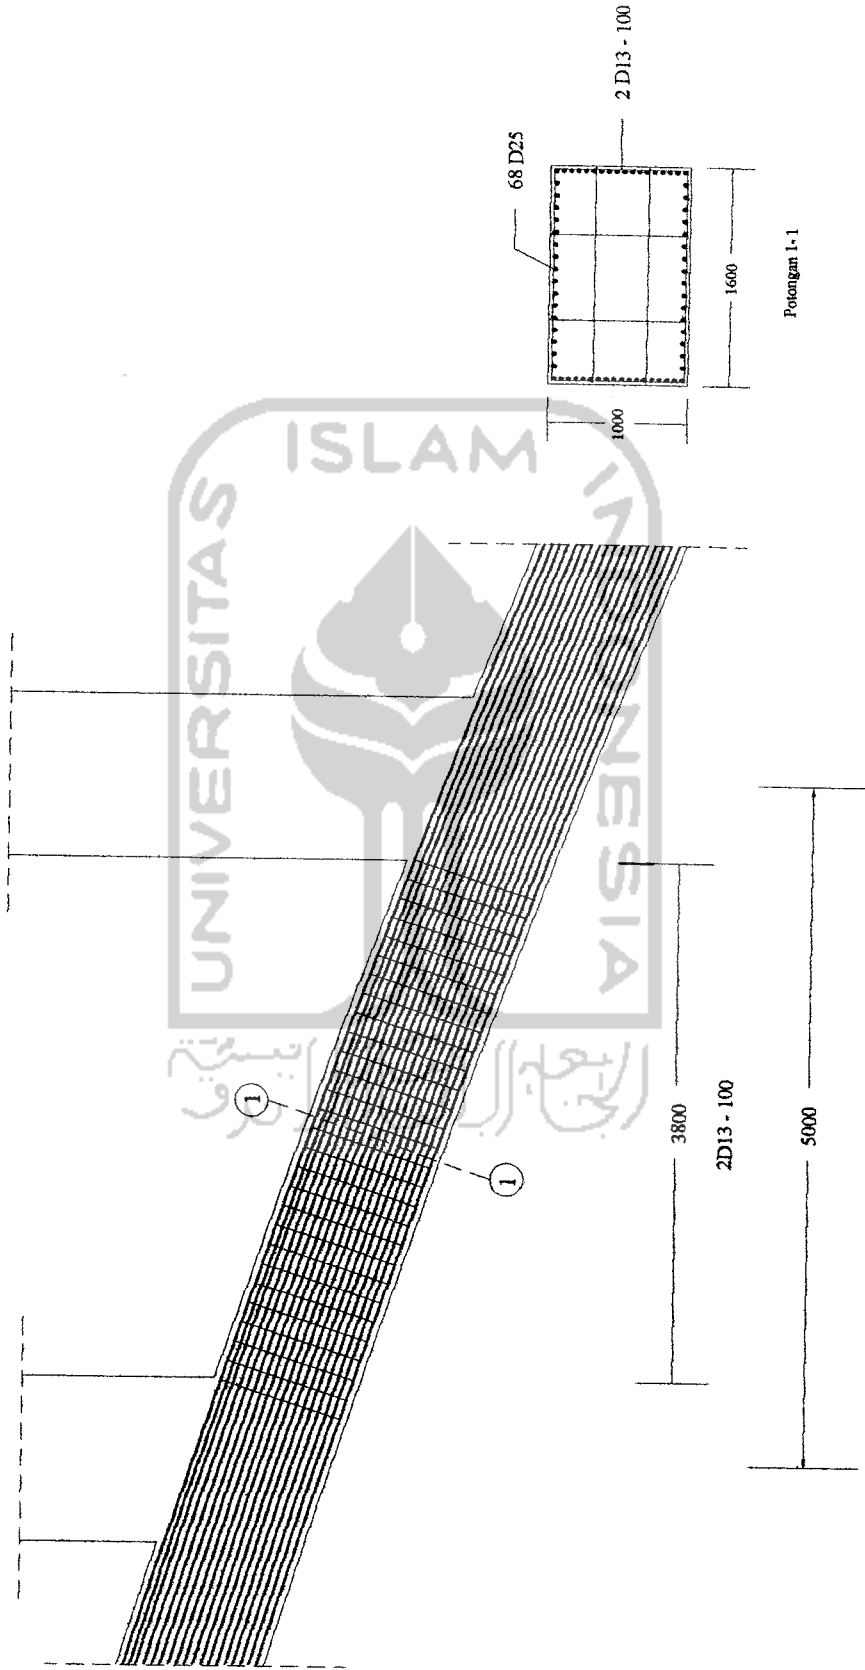 68 D25
2 D13 - 100
1000
1600
Potongan 1-1
1
1
3800
2D13 - 100
5000
UNIVERSITAS
ISLAM
INDONESIA